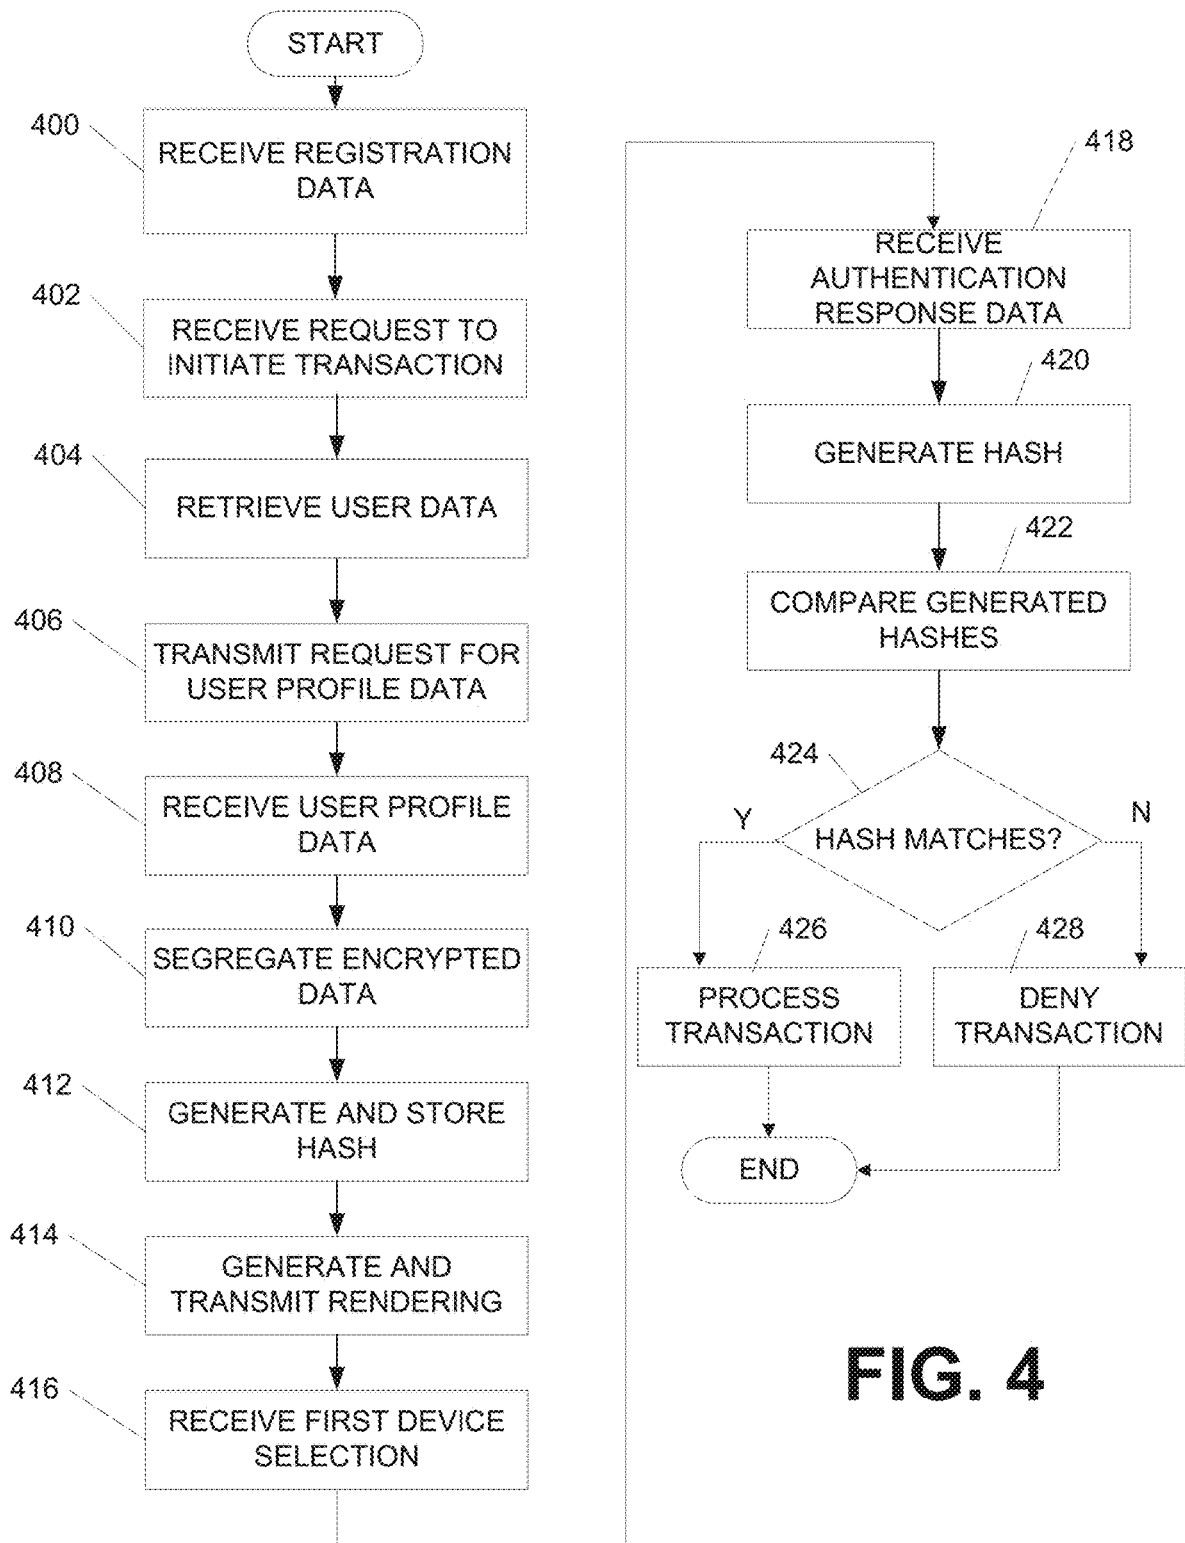 START
400
RECEIVE REGISTRATION
DATA
402
RECEIVE REQUEST TO
INITIATE TRANSACTION
404
RETRIEVE USER DATA
406
TRANSMIT REQUEST FOR
USER PROFILE DATA
408
RECEIVE USER PROFILE
DATA
410
SEGREGATE ENCRYPTED
DATA
412
GENERATE AND STORE
HASH
414
GENERATE AND
TRANSMIT RENDERING
416
RECEIVE FIRST DEVICE
SELECTION
418
RECEIVE
AUTHENTICATION
RESPONSE DATA
420
GENERATE HASH
422
COMPARE GENERATED
HASHES
424
HASH MATCHES?
Y
N
426
PROCESS
TRANSACTION
428
DENY
TRANSACTION
END
FIG. 4